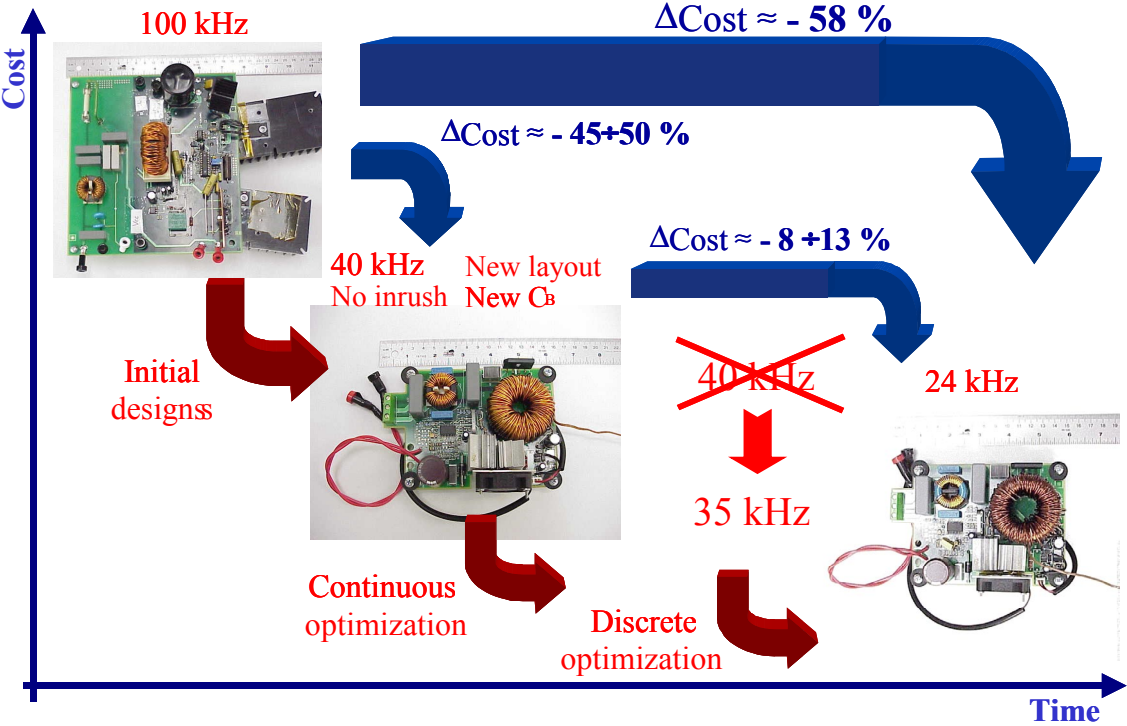 Cost
100 kHz
ΔCost ≈ - 58 %
ΔCost ≈ - 45÷50 %
ΔCost ≈ - 8 ÷13 %
40 kHz
No inrush
New layout
New CB
Initial
designss
40 kHz
24 kHz
35 kHz
Continuous
optimization
Discrete
optimization
Time